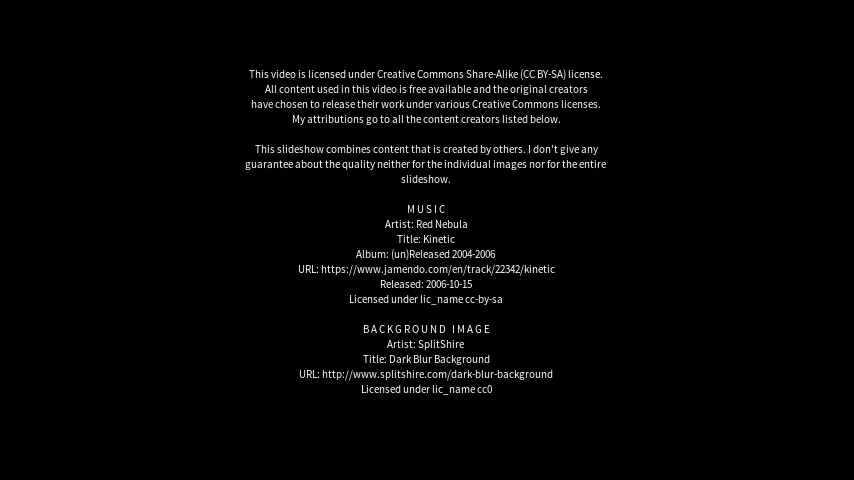 This video is licensed under Creative Commons Share-Alike (CC BY-SA) license.
All content used in this video is free available and the original creators
have chosen to release their work under various Creative Commons licenses.
My attributions go to all the content creators listed below.
This slideshow combines content that is created by others. I don't give any
guarantee about the quality neither for the individual images nor for the entire
slideshow.
MUSIC
Artist: Red Nebula
Title: Kinetic
Album: (un)Released 2004-2006
URL: https://www.jamendo.com/en/track/22342/kinetic
Released: 2006-10-15
Licensed under lic_name cc-by-sa
BACKGROUND IMAGE
Artist: SplitShire
Title: Dark Blur Background
URL: http://www.splitshire.com/dark-blur-background
Licensed under lic_name cc0